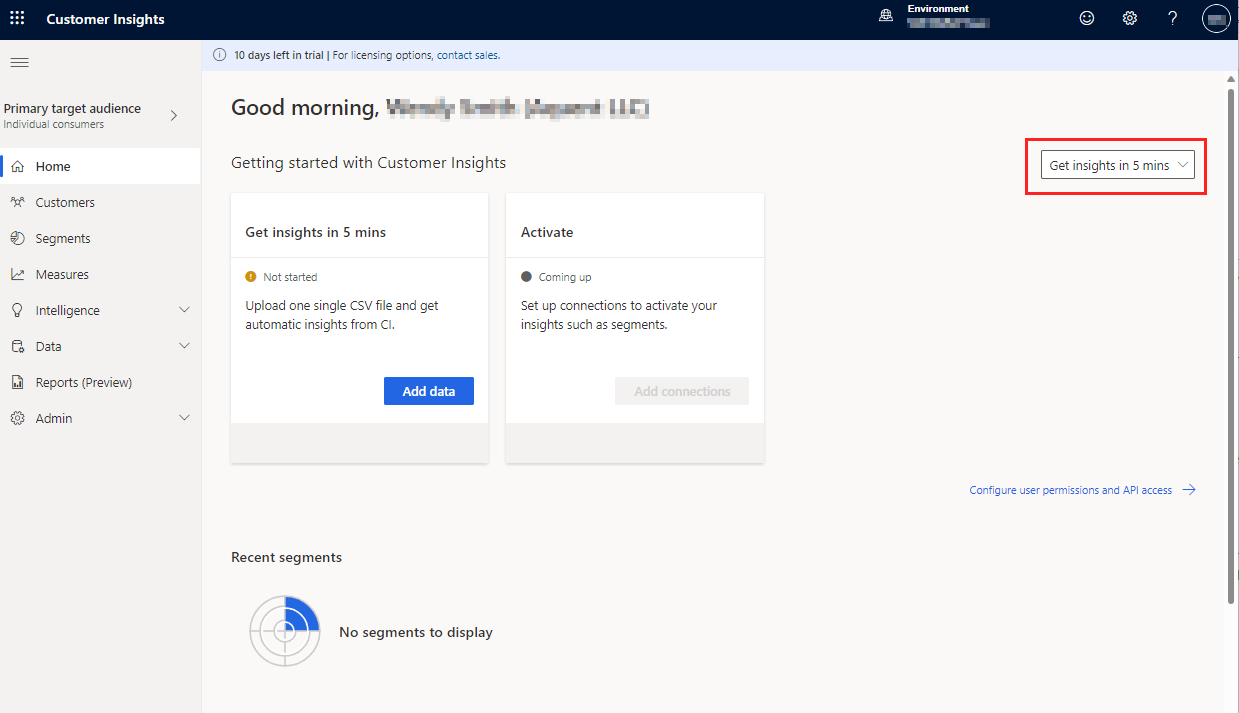 Customer Insights
Environment
10 days left in trial | For licensing options, contact sales.
Primary target audience
Individual consumers
Home
Customers
Segments
Measures
Intelligence
Data
Reports (Preview)
Admin
Good morning,
Getting started with Customer Insights
Get insights in 5 mins
Get insights in 5 mins
Not started
Upload one single CSV file and get
automatic insights from CI.
Add data
Activate
Coming up
Set up connections to activate your
insights such as segments.
Add connections
Configure user permissions and API access
Recent segments
No segments to display